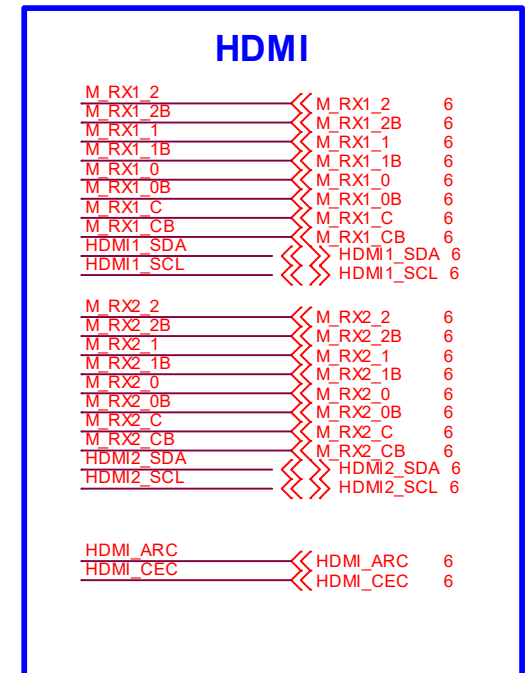 HDMI
M_RX1_2 M_RX1_2 6
M_RX1_2B M_RX1_2B 6
M_RX1_1 M_RX1_1 6
M_RX1_1B M_RX1_1B 6
M_RX1_0 M_RX1_0 6
M_RX1_0B M_RX1_0B 6
M_RX1_C M_RX1_C 6
M_RX1_CB M_RX1_CB 6
HDMI1_SDA HDMI1_SDA 6
HDMI1_SCL HDMI1_SCL 6
M_RX2_2 M_RX2_2 6
M_RX2_2B M_RX2_2B 6
M_RX2_1 M_RX2_1 6
M_RX2_1B M_RX2_1B 6
M_RX2_0 M_RX2_0 6
M_RX2_0B M_RX2_0B 6
M_RX2_C M_RX2_C 6
M_RX2_CB M_RX2_CB 6
HDMI2_SDA HDMI2_SDA 6
HDMI2_SCL HDMI2_SCL 6
HDMI_ARC HDMI_ARC 6
HDMI_CEC HDMI_CEC 6